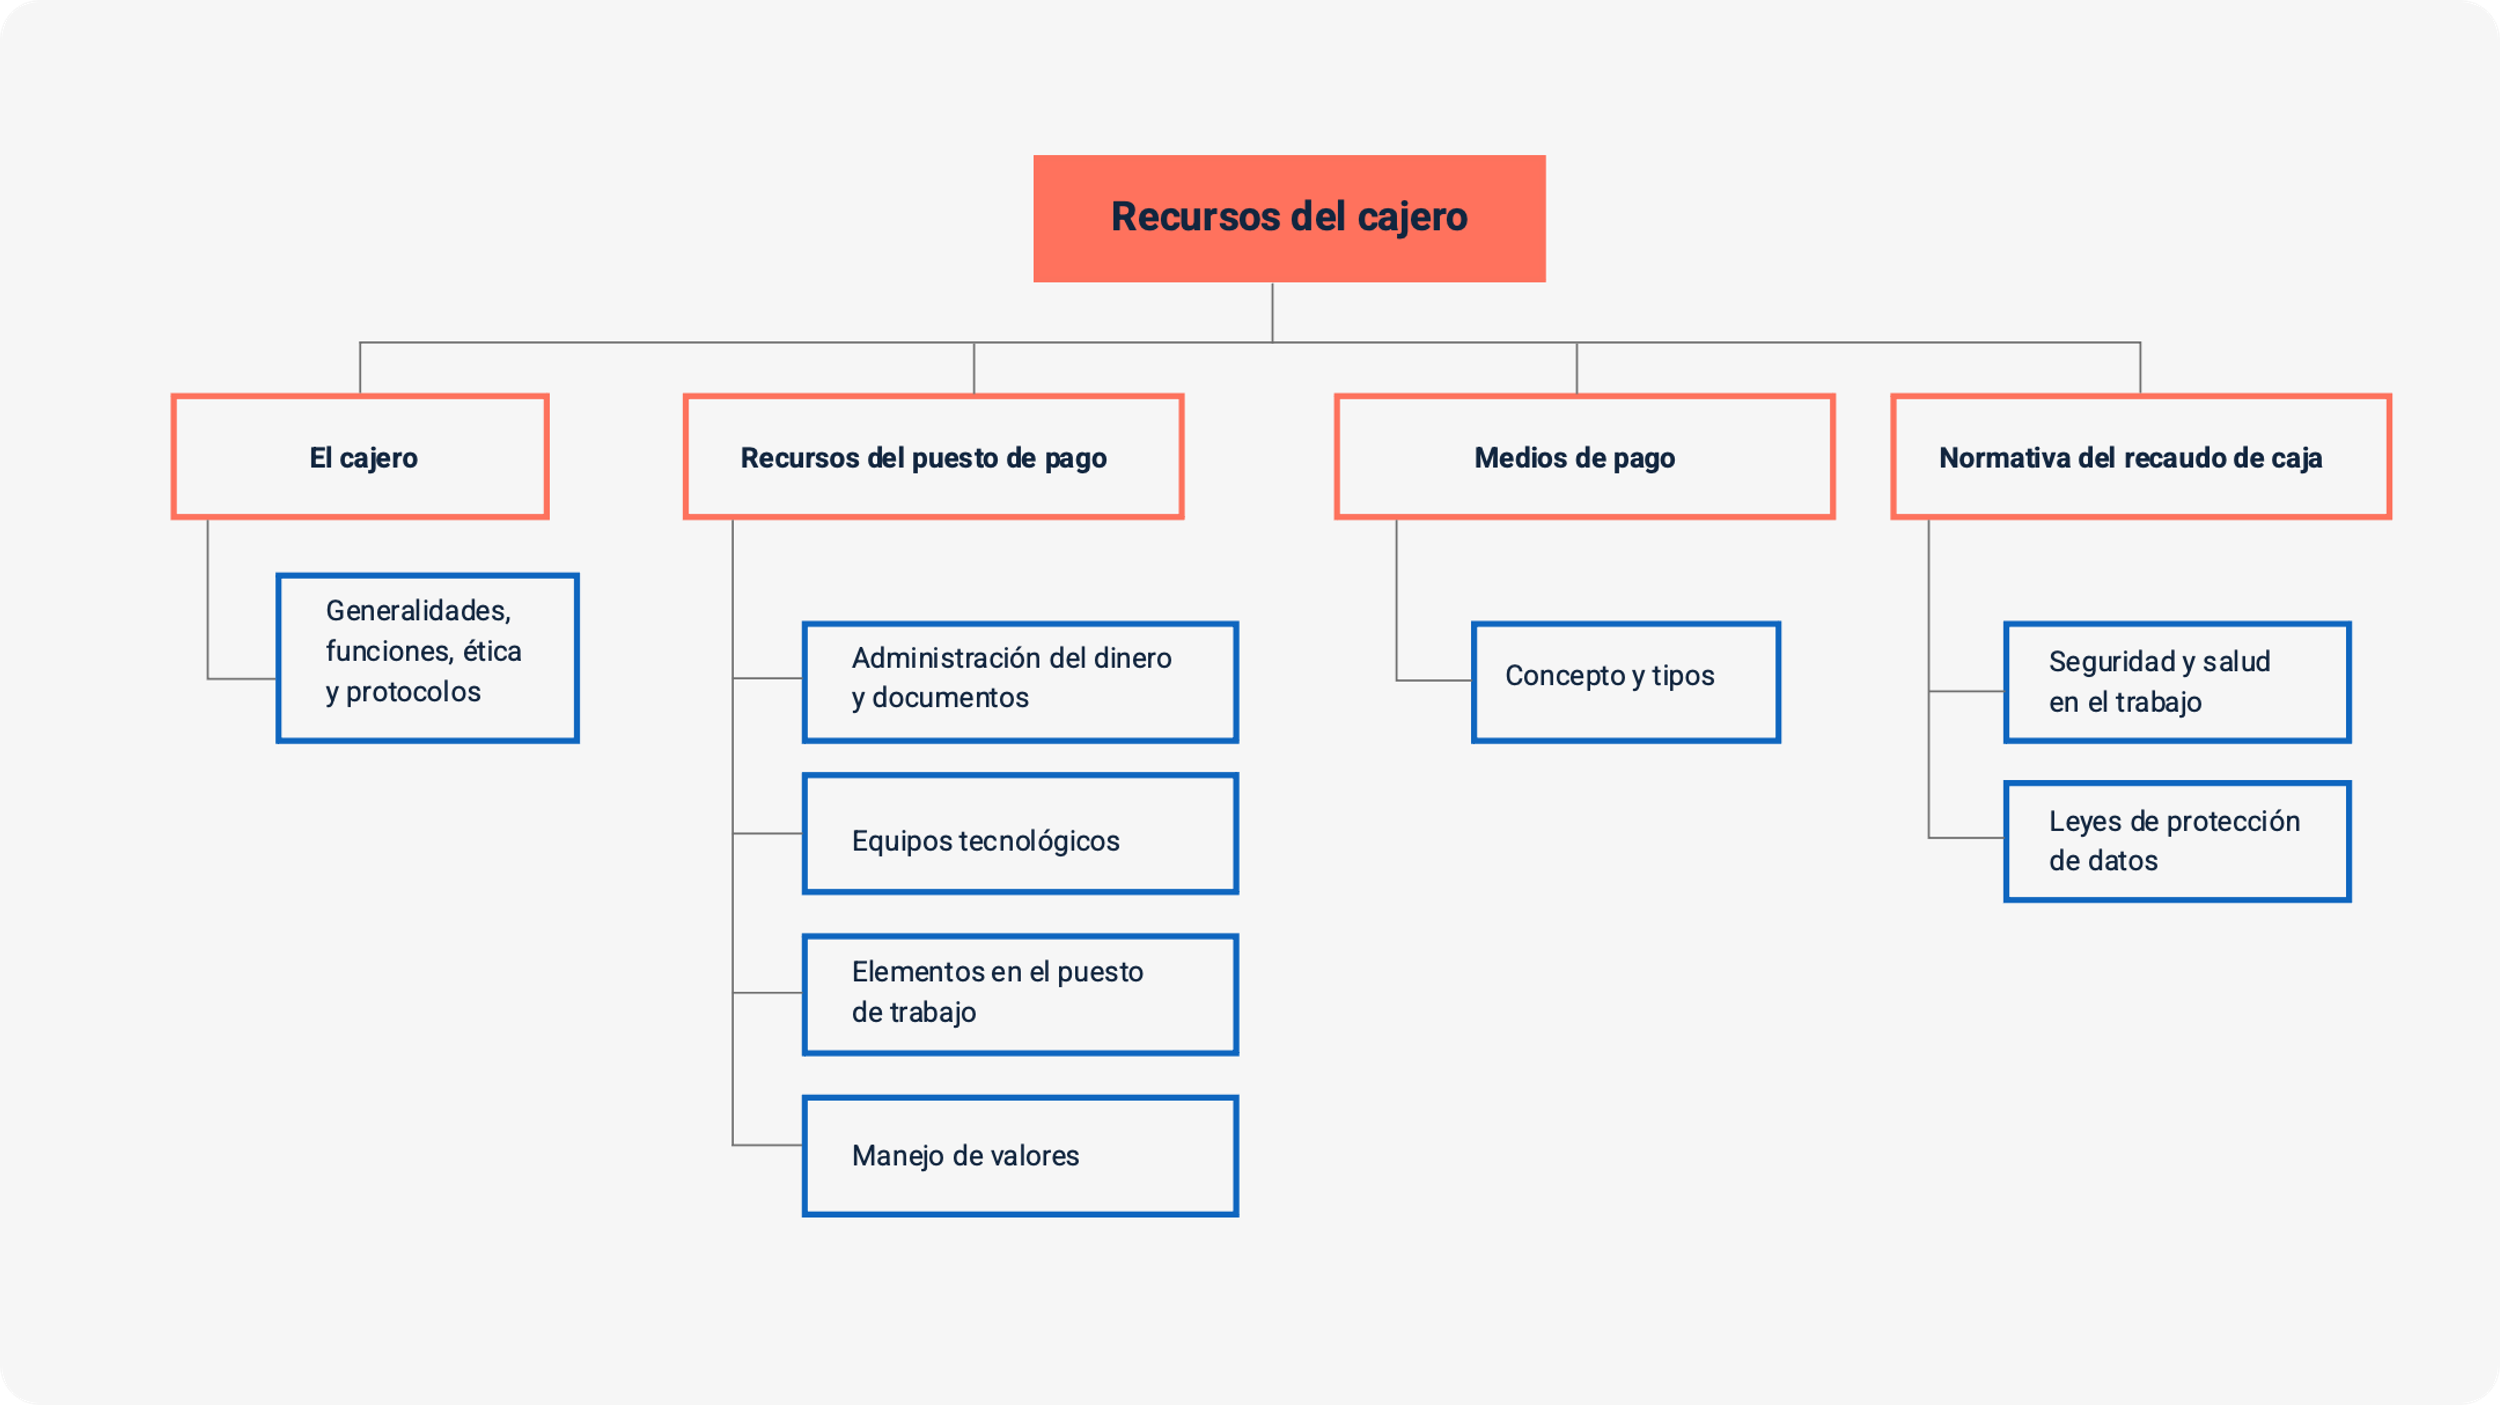 Recursos del cajero
El cajero
Generalidades,
funciones, ética
y protocolos
Recursos del puesto de pago
Administración del dinero
y documentos
Equipos tecnológicos
Elementos en el puesto
de trabajo
Manejo de valores
Medios de pago
Concepto y tipos
Normativa del recaudo de caja
Seguridad y salud
en el trabajo
Leyes de protección
de datos